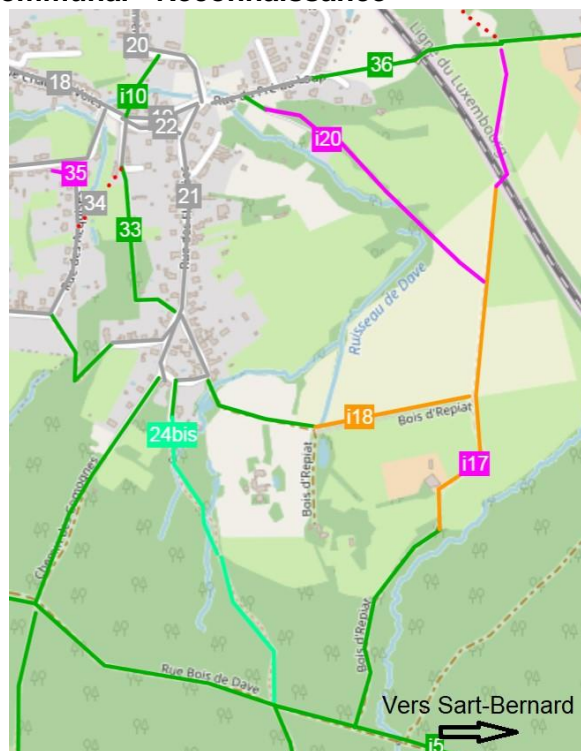 20
36
18
i10
Rue du Pré au Loup
Ligne du Luxembourg
22
i20
35
34
21
33
Ruisseau de Dave
i18
Bois d'Repiat
24bis
i17
Bois d'Repiat
Chemin des Comognes
Bois d'Repiat
Rue Bois de Dave
Vers Sart-Bernard
i5